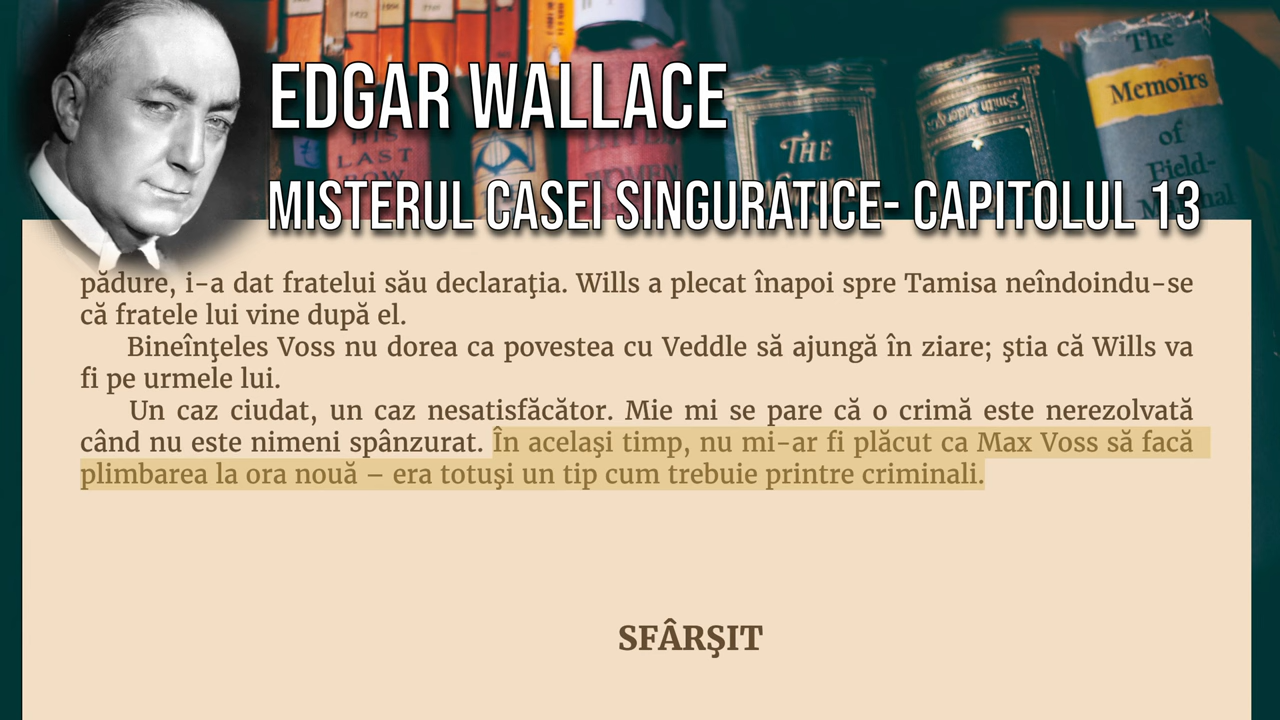 EDGAR WALLACE
MISTERUL CASEI SINGURATICE- CAPITOLUL 13
HIS
LAST
BOW
WOMEN
THE
The
Memoirs
of
Field-
pădure, i-a dat fratelui său declaraţia. Wills a plecat înapoi spre Tamisa neîndoindu-se
că fratele lui vine după el.
Bineînţeles Voss nu dorea ca povestea cu Veddle să ajungă în ziare; ştia că Wills va
fi pe urmele lui.
Un caz ciudat, un caz nesatisfăcător. Mie mi se pare că o crimă este nerezolvată
când nu este nimeni spânzurat. În acelaşi timp, nu mi-ar fi plăcut ca Max Voss să facă
plimbarea la ora nouă – era totuşi un tip cum trebuie printre criminali.
SFÂRŞIT